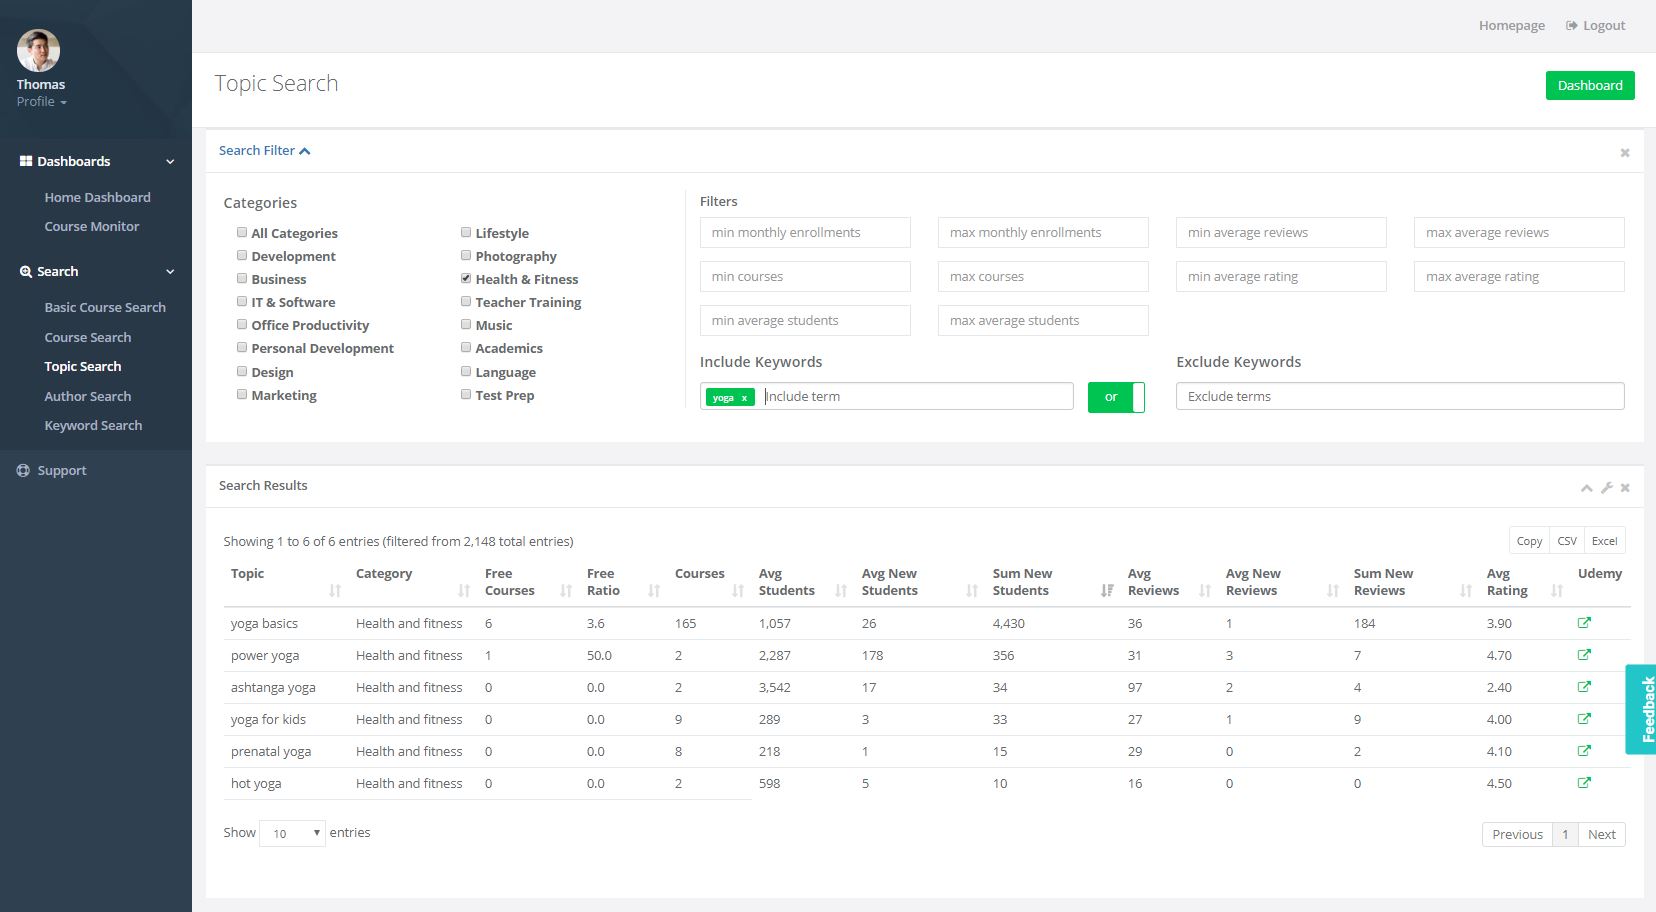 Homepage Logout
Thomas
Profile
Topic Search
Dashboard
Dashboards
Home Dashboard
Course Monitor
Search
Basic Course Search
Course Search
Topic Search
Author Search
Keyword Search
Support
Search Filter
Categories
All Categories
Development
Business
IT & Software
Office Productivity
Personal Development
Design
Marketing
Lifestyle
Photography
Health & Fitness
Teacher Training
Music
Academics
Language
Test Prep
Filters
min monthly enrollments max monthly enrollments min average reviews max average reviews
min courses max courses min average rating max average rating
min average students max average students
Include Keywords Exclude Keywords
yoga x Include term or Exclude terms
Search Results
Showing 1 to 6 of 6 entries (filtered from 2,148 total entries) Copy CSV Excel
Topic Category Free Courses Free Ratio Courses Avg Students Avg New Students Sum New Students Avg Reviews Avg New Reviews Sum New Reviews Avg Rating Udemy
yoga basics Health and fitness 6 3.6 165 1,057 26 4,430 36 1 184 3.90
power yoga Health and fitness 1 50.0 2 2,287 178 356 31 3 7 4.70
ashtanga yoga Health and fitness 0 0.0 2 3,542 17 34 97 2 4 2.40
yoga for kids Health and fitness 0 0.0 9 289 3 33 27 1 9 4.00
prenatal yoga Health and fitness 0 0.0 8 218 1 15 29 0 2 4.10
hot yoga Health and fitness 0 0.0 2 598 5 10 16 0 0 4.50
Show 10 entries Previous 1 Next
Feedback